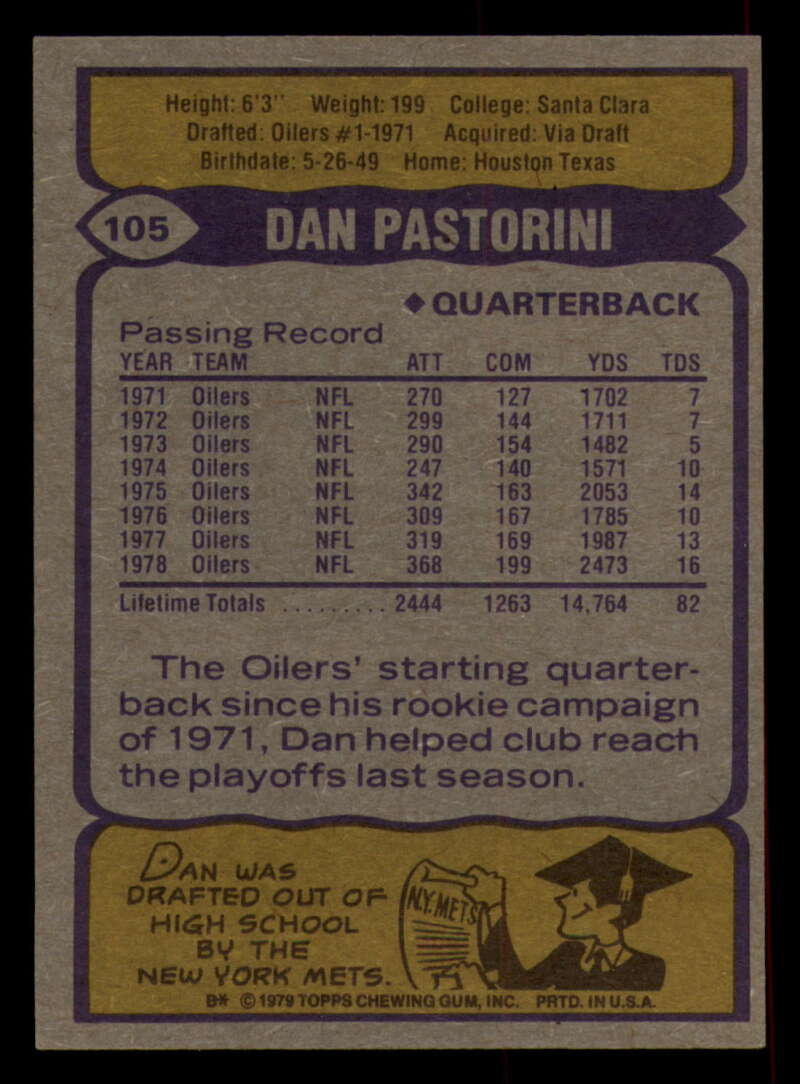 Height: 6'3" Weight: 199 College: Santa Clara
Drafted: Oilers #1-1971 Acquired: Via Draft
Birthdate: 5-26-49 Home: Houston Texas
105 DAN PASTORINI
◆ QUARTERBACK
Passing Record
YEAR TEAM ATT COM YDS TDS
1971 Oilers NFL 270 127 1702 7
1972 Oilers NFL 299 144 1711 7
1973 Oilers NFL 290 154 1482 5
1974 Oilers NFL 247 140 1571 10
1975 Oilers NFL 342 163 2053 14
1976 Oilers NFL 309 167 1785 10
1977 Oilers NFL 319 169 1987 13
1978 Oilers NFL 368 199 2473 16
Lifetime Totals .......... 2444 1263 14,764 82
The Oilers' starting quarter-
back since his rookie campaign
of 1971, Dan helped club reach
the playoffs last season.
DAN WAS
DRAFTED OUT OF
HIGH SCHOOL
BY THE
NEW YORK METS.
N.Y. METS
B* © 1979 TOPPS CHEWING GUM, INC. PRTD. IN U.S.A.